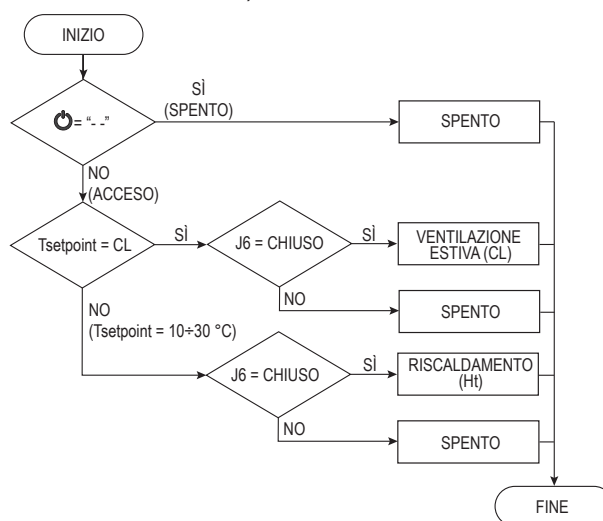 INIZIO
= "- -"
SÌ
(SPENTO)
SPENTO
NO
(ACCESO)
Tsetpoint = CL
SÌ
J6 = CHIUSO
SÌ
VENTILAZIONE
ESTIVA (CL)
NO
SPENTO
NO
(Tsetpoint = 10÷30 °C)
J6 = CHIUSO
SÌ
RISCALDAMENTO
(Ht)
NO
SPENTO
FINE